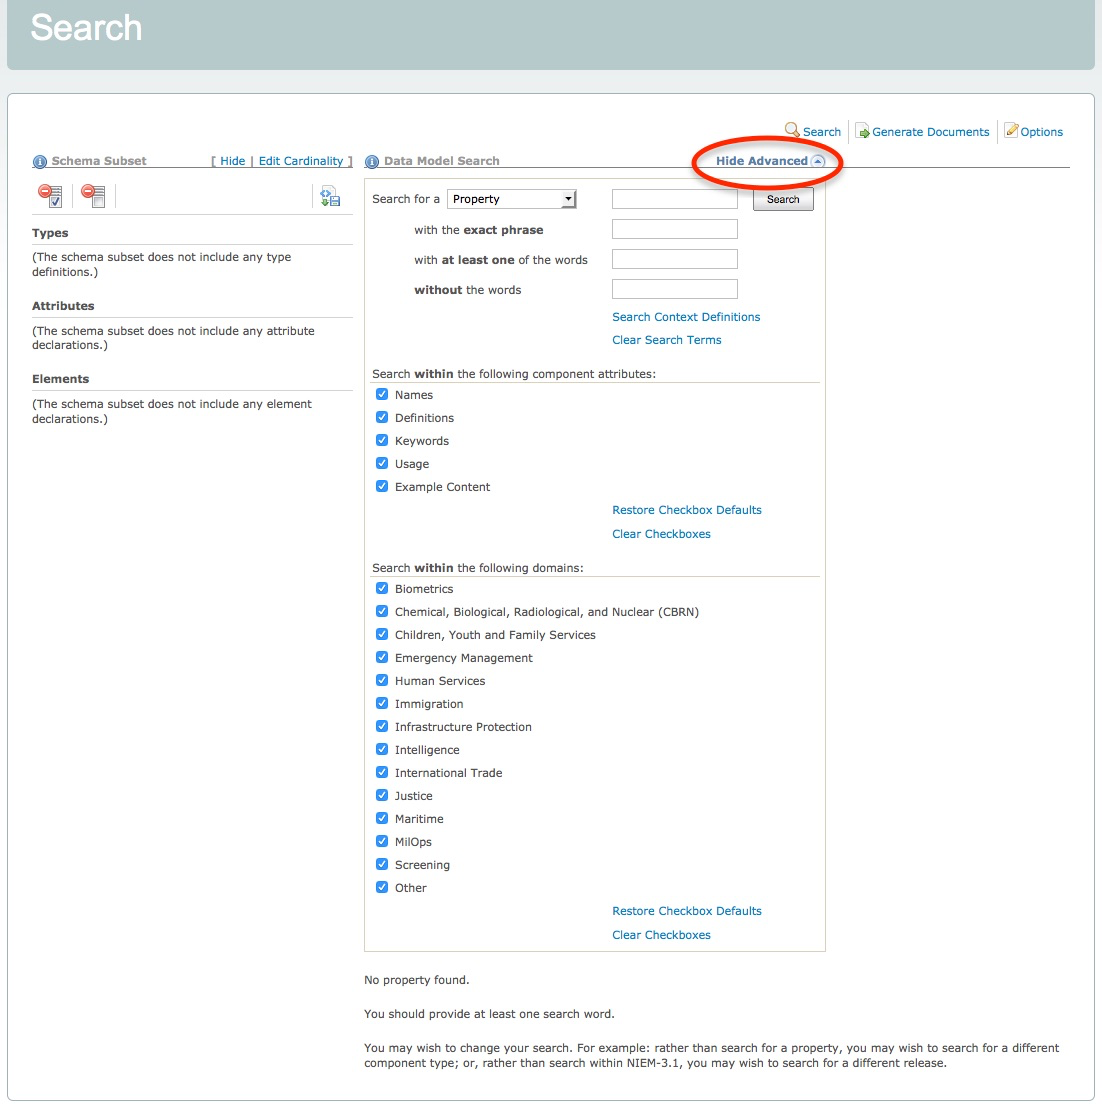 Search
Search
Generate Documents
Options
Schema Subset
[ Hide | Edit Cardinality ]
Data Model Search
Hide Advanced
Search for a
Property
Search
with the exact phrase
with at least one of the words
without the words
Search Context Definitions
Clear Search Terms
Types
(The schema subset does not include any type
definitions.)
Attributes
(The schema subset does not include any attribute
declarations.)
Elements
(The schema subset does not include any element
declarations.)
Search within the following component attributes:
Names
Definitions
Keywords
Usage
Example Content
Restore Checkbox Defaults
Clear Checkboxes
Search within the following domains:
Biometrics
Chemical, Biological, Radiological, and Nuclear (CBRN)
Children, Youth and Family Services
Emergency Management
Human Services
Immigration
Infrastructure Protection
Intelligence
International Trade
Justice
Maritime
MilOps
Screening
Other
Restore Checkbox Defaults
Clear Checkboxes
No property found.
You should provide at least one search word.
You may wish to change your search. For example: rather than search for a property, you may wish to search for a different
component type; or, rather than search within NIEM-3.1, you may wish to search for a different release.